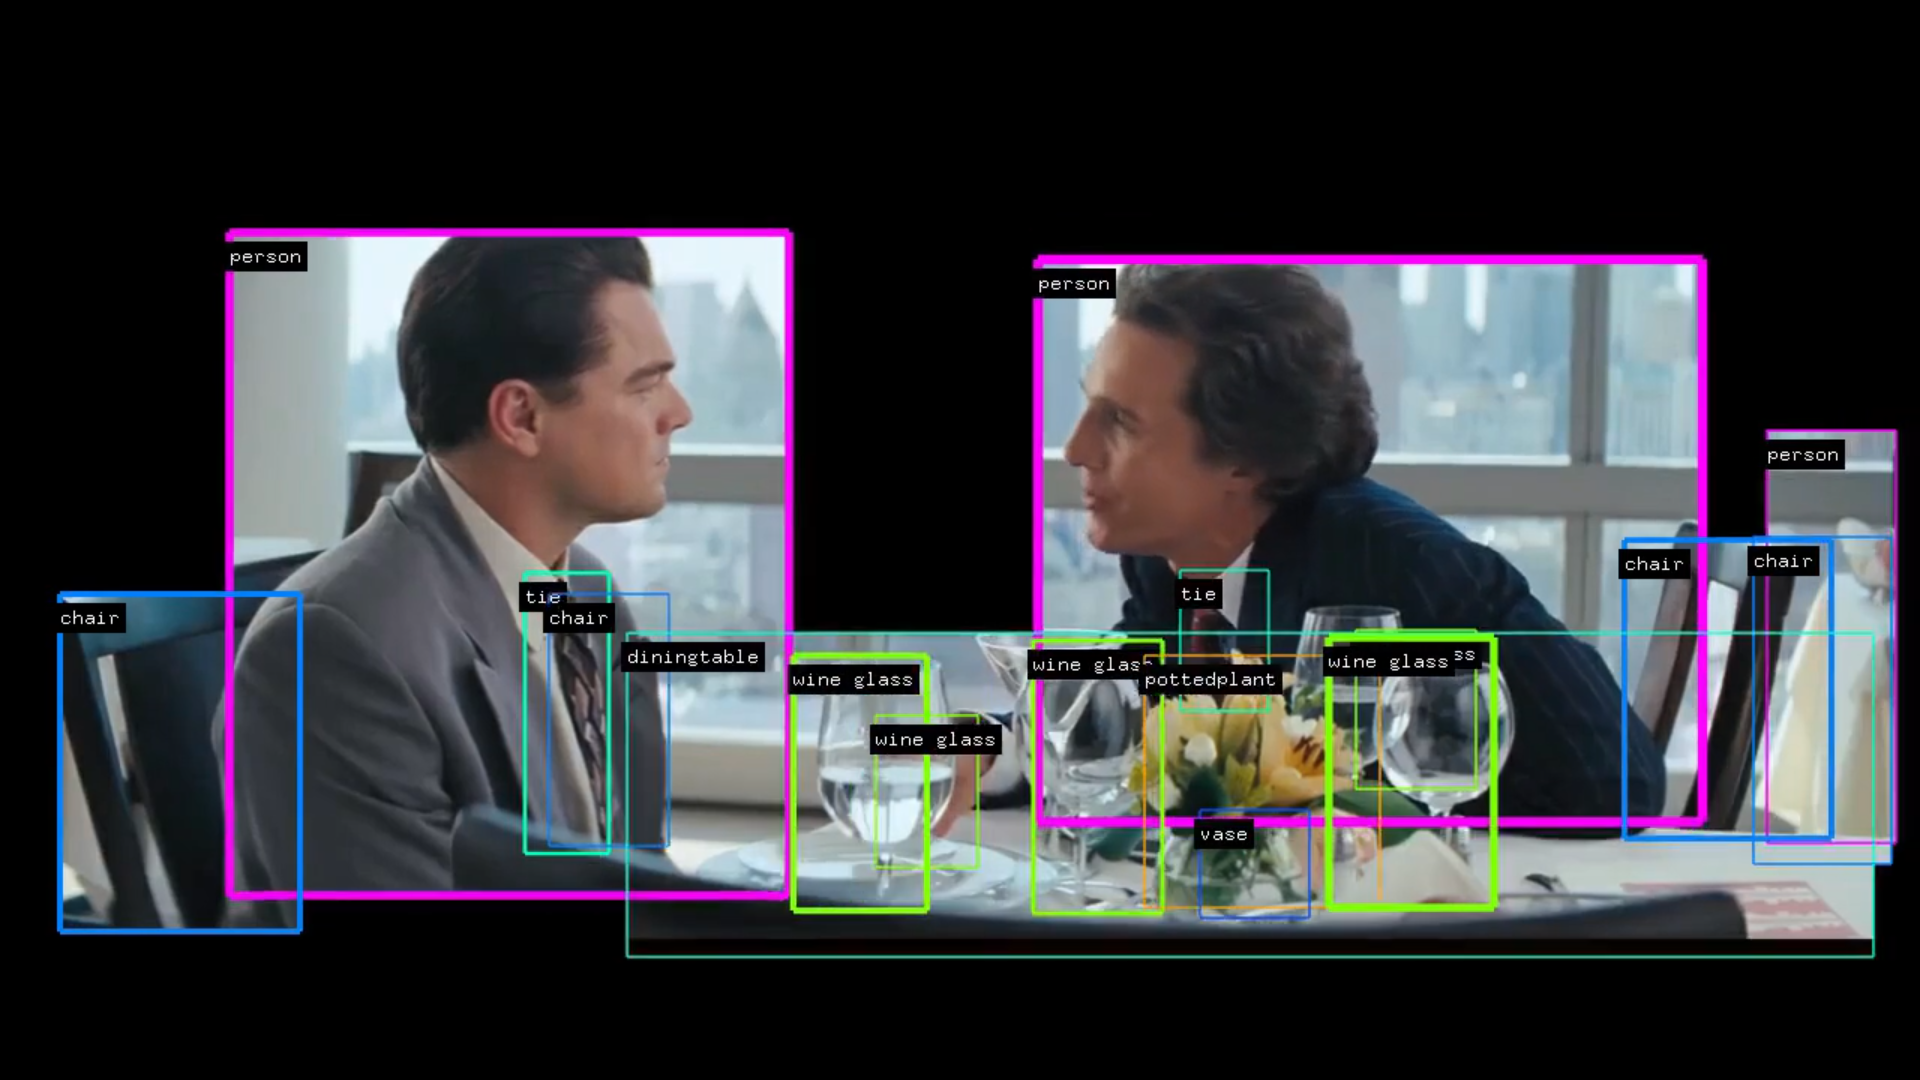 person
person
person
chair
chair
tie
tie
chair
chair
diningtable
wine glass
wine glas
wine glass
ss
pottedplant
wine glass
vase